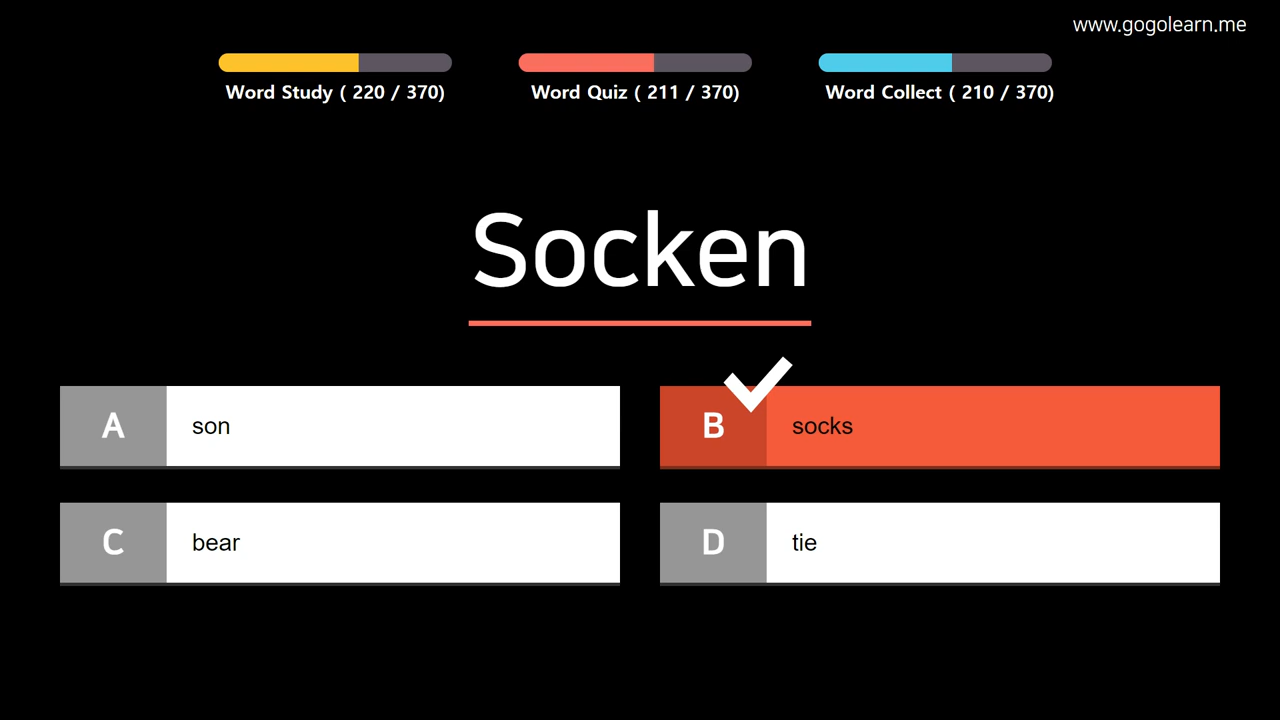 www.gogolearn.me
Word Study ( 220 / 370)
Word Quiz ( 211 / 370)
Word Collect ( 210 / 370)
Socken
A son
B socks
C bear
D tie